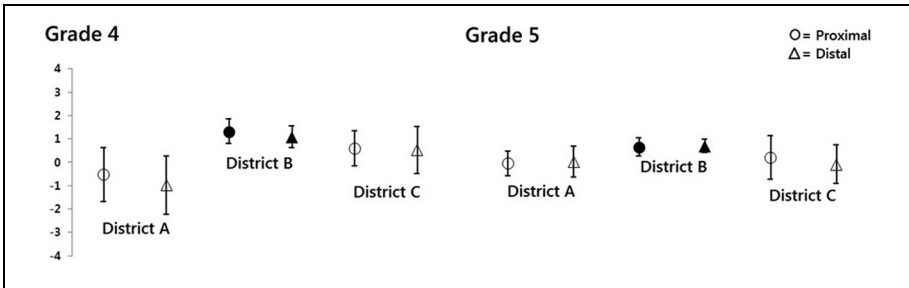 Grade 4
Grade 5
= Proximal
= Distal
4
3
2
1
0
-1
-2
-3
-4
District A
District B
District C
District A
District B
District C